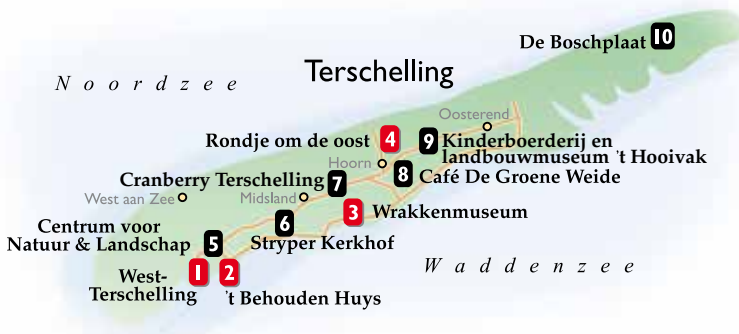 De Boschplaat 10
Terschelling
Noordzee
Oosterend
Rondje om de oost 4
9 Kinderboerderij en
landbouwmuseum 't Hooivak
Hoorn
8 Café De Groene Weide
Cranberry Terschelling 7
West aan Zee
Midsland
3 Wrakkenmuseum
6
Stryper Kerkhof
Centrum voor
Natuur & Landschap 5
Waddenzee
West-
Terschelling
1
2
't Behouden Huys